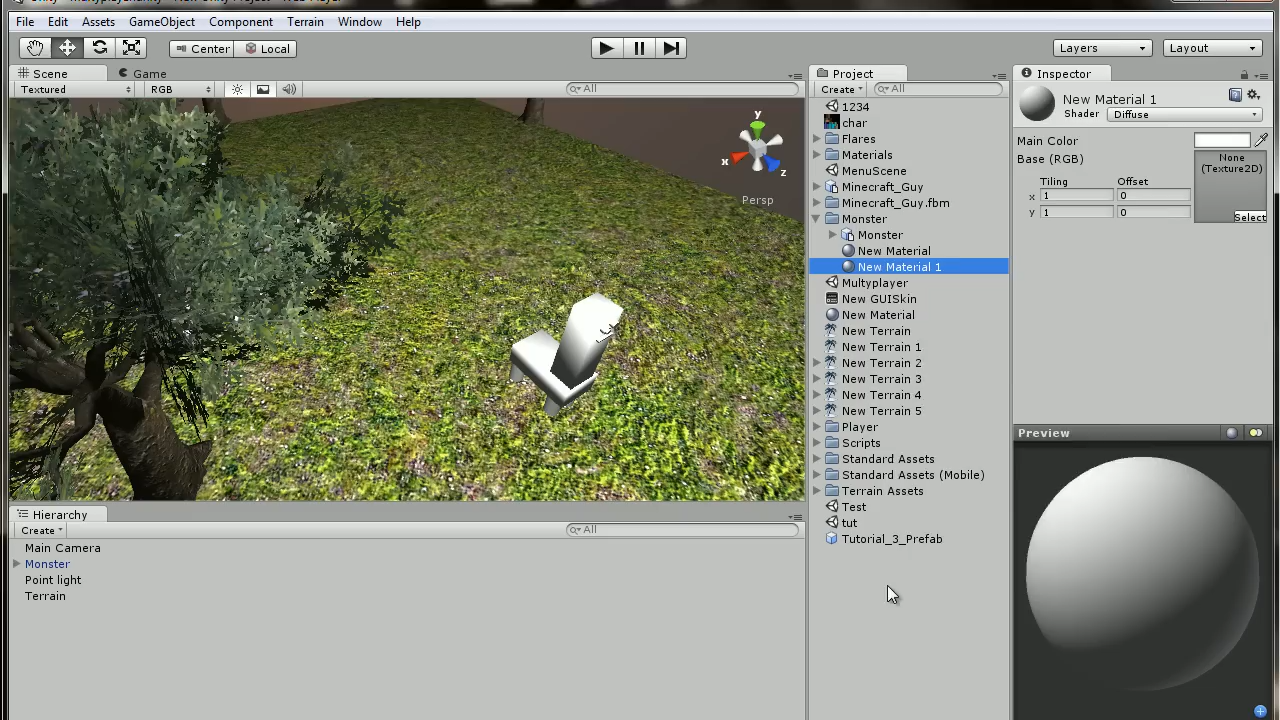 File Edit Assets GameObject Component Terrain Window Help
Center Local Layers Layout
Scene Game
Textured RGB All
y
x
z
Persp
Hierarchy
Create All
Main Camera
Monster
Point light
Terrain
Project
Create All
1234
char
Flares
Materials
MenuScene
Minecraft_Guy
Minecraft_Guy.fbm
Monster
Monster
New Material
New Material 1
Multyplayer
New GUISkin
New Material
New Terrain
New Terrain 1
New Terrain 2
New Terrain 3
New Terrain 4
New Terrain 5
Player
Scripts
Standard Assets
Standard Assets (Mobile)
Terrain Assets
Test
tut
Tutorial_3_Prefab
Inspector
New Material 1
Shader Diffuse
Main Color
Base (RGB)
None
(Texture2D)
Tiling Offset
x 1 0
y 1 0
Select
Preview